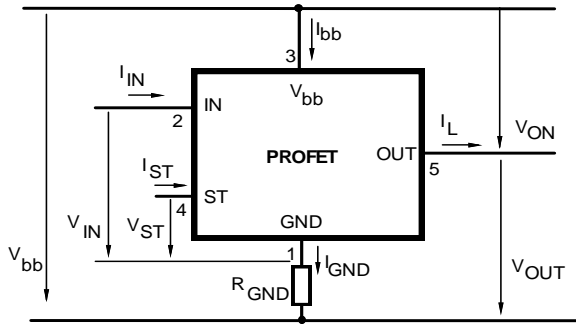 I bb
3
I IN
V bb
2
IN
I L
V ON
PROFET
OUT
I ST
5
ST
4
V IN
V ST
GND
V bb
1
I GND
V OUT
R GND